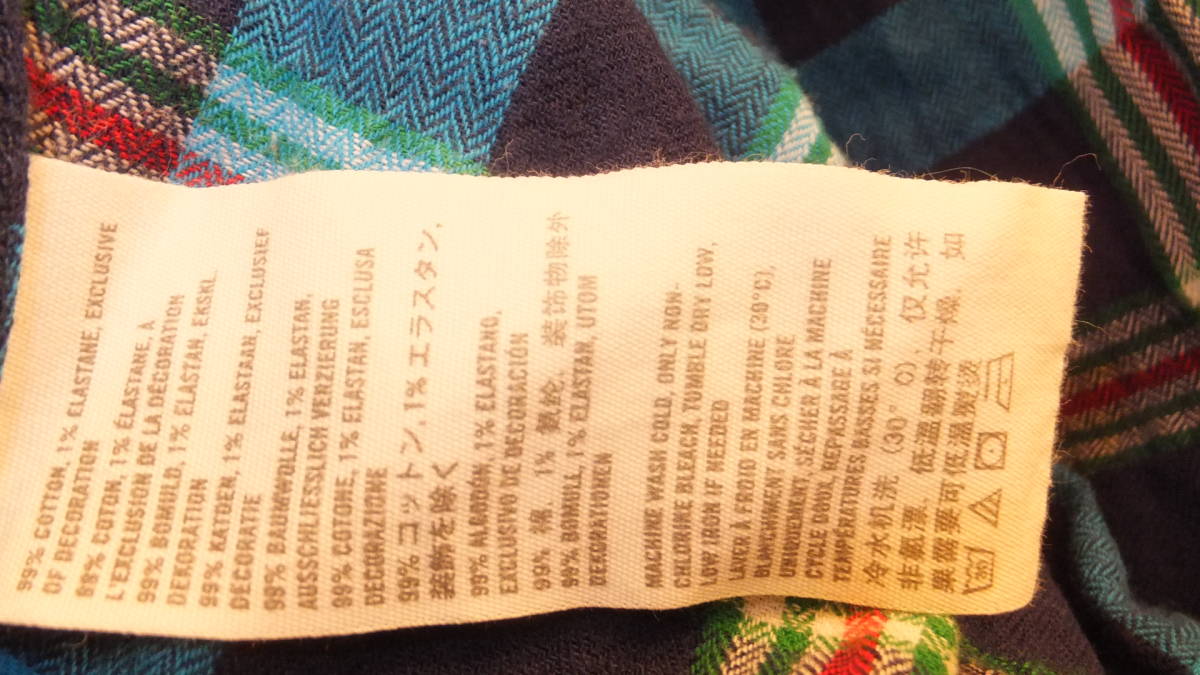 99% COTTON, 1% ELASTANE, EXCLUSIVE
OF DECORATION
99% COTON, 1% ÉLASTANE, À
L'EXCLUSION DE LA DÉCORATION
99% BOMULD, 1% ELASTAN, EKSKL.
DEKORATION
99% KATOEN, 1% ELASTAAN, EXCLUSIEF
DECORATIE
99% BAUMWOLLE, 1% ELASTAN,
AUSSCHLIESSLICH VERZIERUNG
99% COTONE, 1% ELASTAN, ESCLUSA
DECORAZIONE
99%コットン,1%エラスタン,
装飾を除く
99% ALGODÓN, 1% ELASTANO,
EXCLUSIVO DE DECORACIÓN
99% 棉, 1% 氨纶, 装饰物除外
99% BOMULL, 1% ELASTAN, UTOM
DEKORATIONEN
MACHINE WASH COLD, ONLY NON-
CHLORINE BLEACH, TUMBLE DRY LOW,
LOW IRON IF NEEDED
LAVER À FROID EN MACHINE (30°C),
BLANCHIMENT SANS CHLORE
UNIQUEMENT, SÉCHER À LA MACHINE
CYCLE DOUX, REPASSAGE À
TEMPÉRATURES BASSES SI NÉCESSAIRE
冷水机洗 (30° C), 仅允许
非氯漂, 低温翻转干燥, 如
果需要可低温熨烫
30